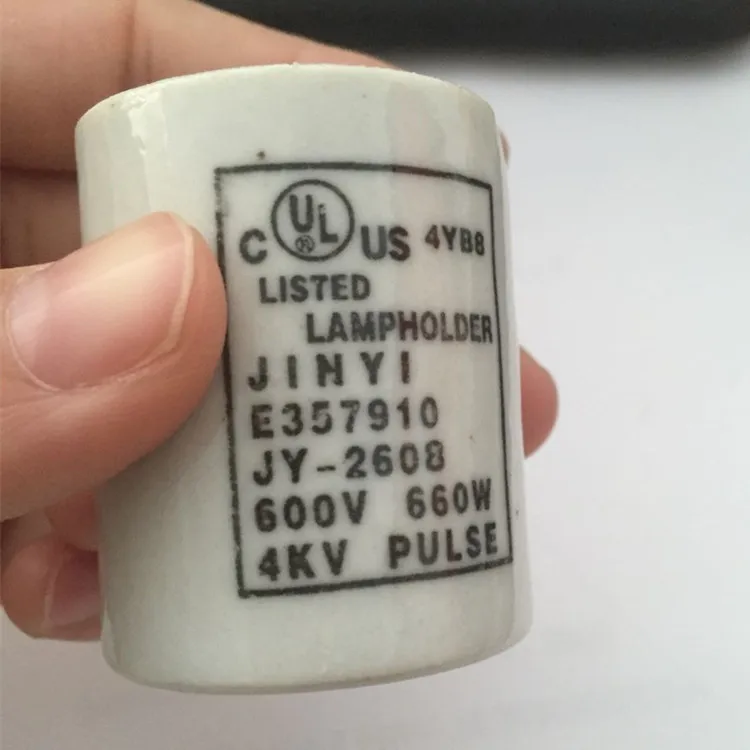 C UL® US 4YB8
LISTED
LAMPHOLDER
JINYI
E357910
JY-2608
600V 660W
4KV PULSE